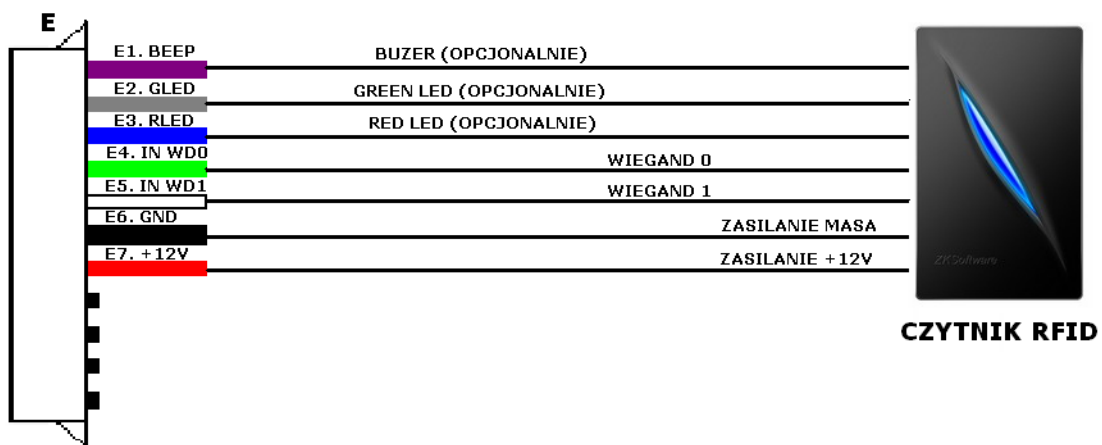 E
E1. BEEP
BUZER (OPCJONALNIE)
E2. GLED
GREEN LED (OPCJONALNIE)
E3. RLED
RED LED (OPCJONALNIE)
E4. IN WD0
WIEGAND 0
E5. IN WD1
WIEGAND 1
E6. GND
ZASILANIE MASA
E7. +12V
ZASILANIE +12V
ZKSoftware
CZYTNIK RFID